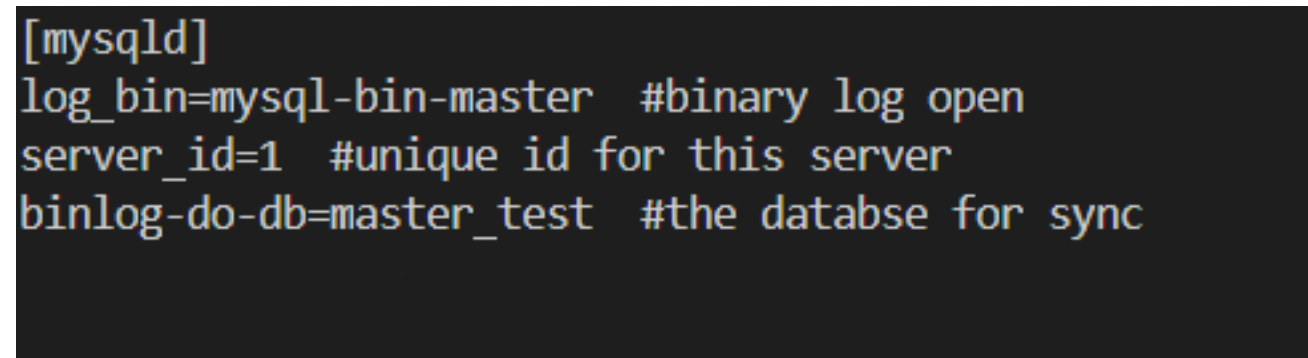 [mysqld]
log_bin=mysql-bin-master  #binary log open
server_id=1  #unique id for this server
binlog-do-db=master_test  #the databse for sync